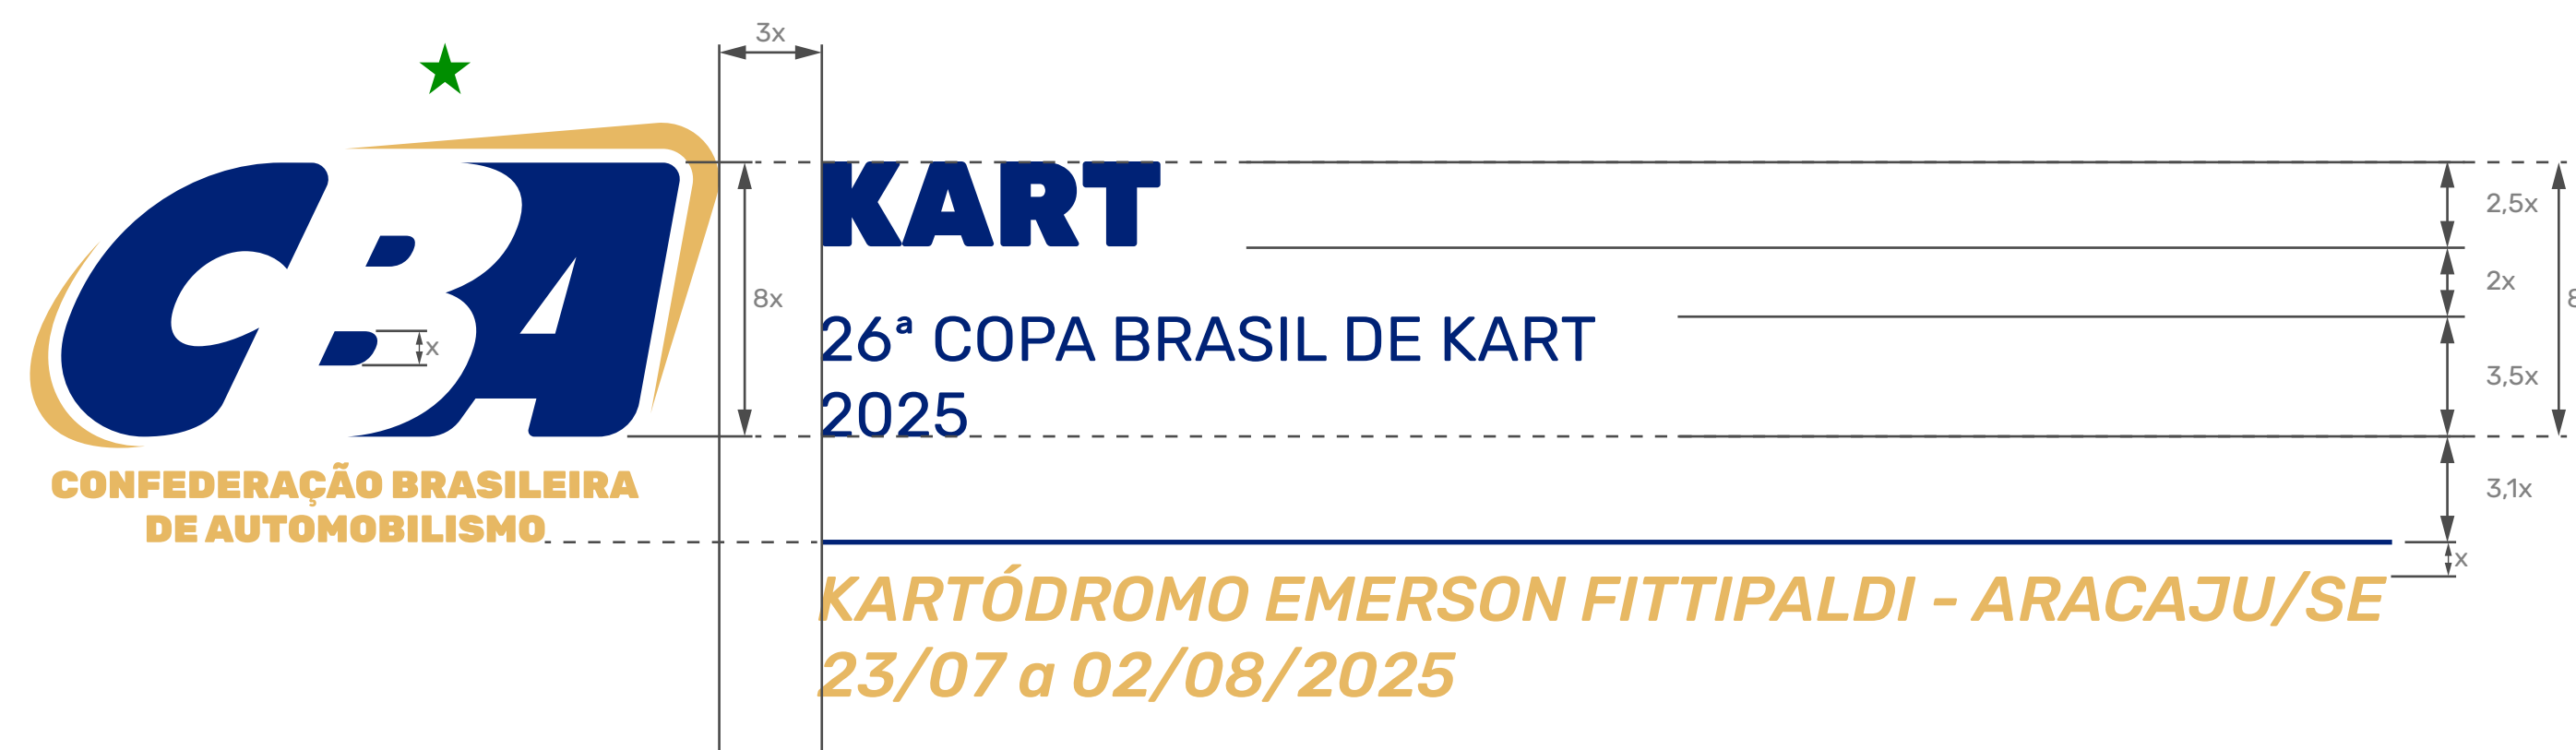 3x
CBA
KART
2,5x
8x
2x
26ª COPA BRASIL DE KART
x
3,5x
2025
CONFEDERAÇÃO BRASILEIRA
DE AUTOMOBILISMO
3,1x
x
KARTÓDROMO EMERSON FITTIPALDI - ARACAJU/SE
23/07 a 02/08/2025